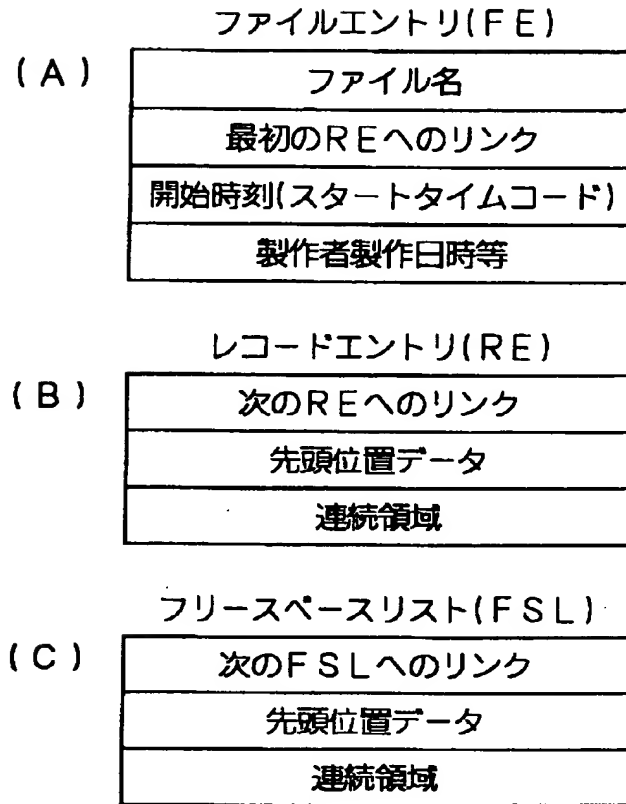 ファイルエントリ(FE)
(A)
ファイル名
最初のREへのリンク
開始時刻(スタートタイムコード)
製作者製作日時等
レコードエントリ(RE)
(B)
次のREへのリンク
先頭位置データ
連続領域
フリースペースリスト(FSL)
(C)
次のFSLへのリンク
先頭位置データ
連続領域